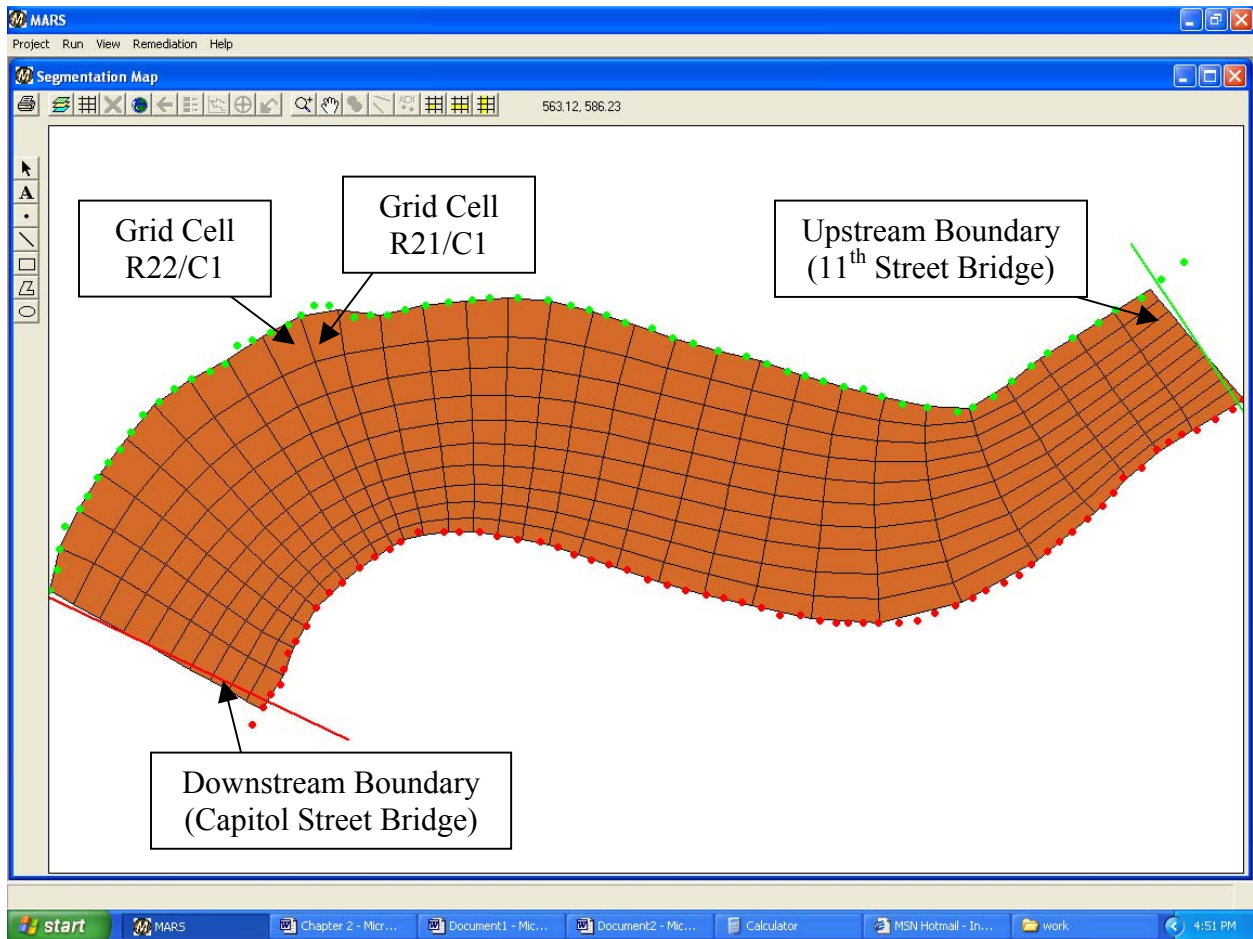 MARS
Project Run View Remediation Help
Segmentation Map
563.12, 586.23
A
Grid Cell
R22/C1
Grid Cell
R21/C1
Upstream Boundary
(11th Street Bridge)
Downstream Boundary
(Capitol Street Bridge)
start MARS Chapter 2 - Micr... Document1 - Mic... Document2 - Mic... Calculator MSN Hotmail - In... work 4:51 PM